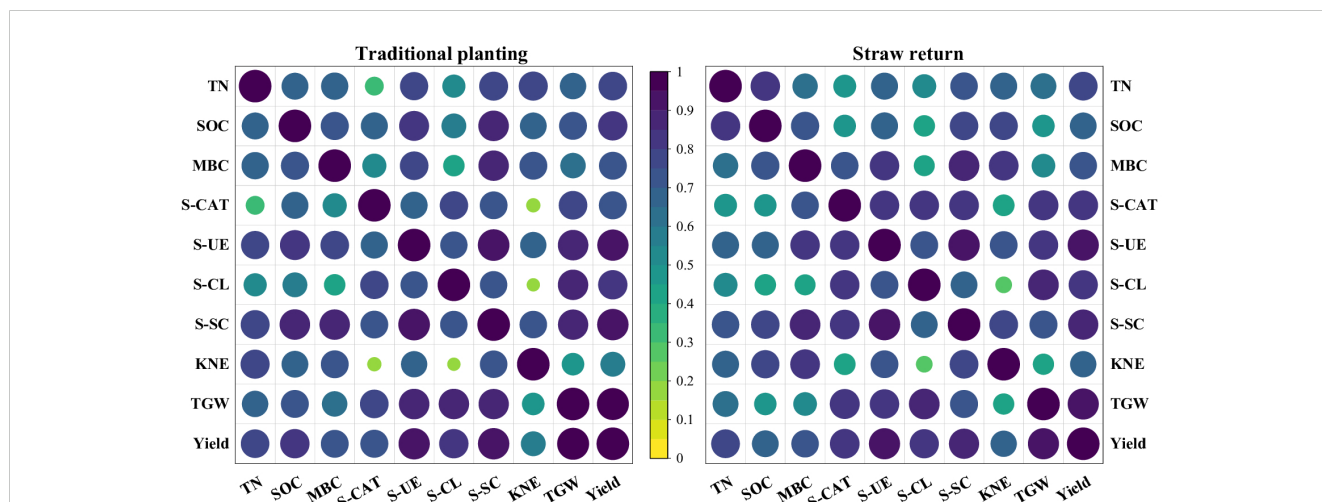 Traditional planting
Straw return
TN
SOC
MBC
S-CAT
S-UE
S-CL
S-SC
KNE
TGW
Yield
1
0.9
0.8
0.7
0.6
0.5
0.4
0.3
0.2
0.1
0
TN
SOC
MBC
S-CAT
S-UE
S-CL
S-SC
KNE
TGW
Yield
TN SOC MBC S-CAT S-UE S-CL S-SC KNE TGW Yield
TN SOC MBC S-CAT S-UE S-CL S-SC KNE TGW Yield